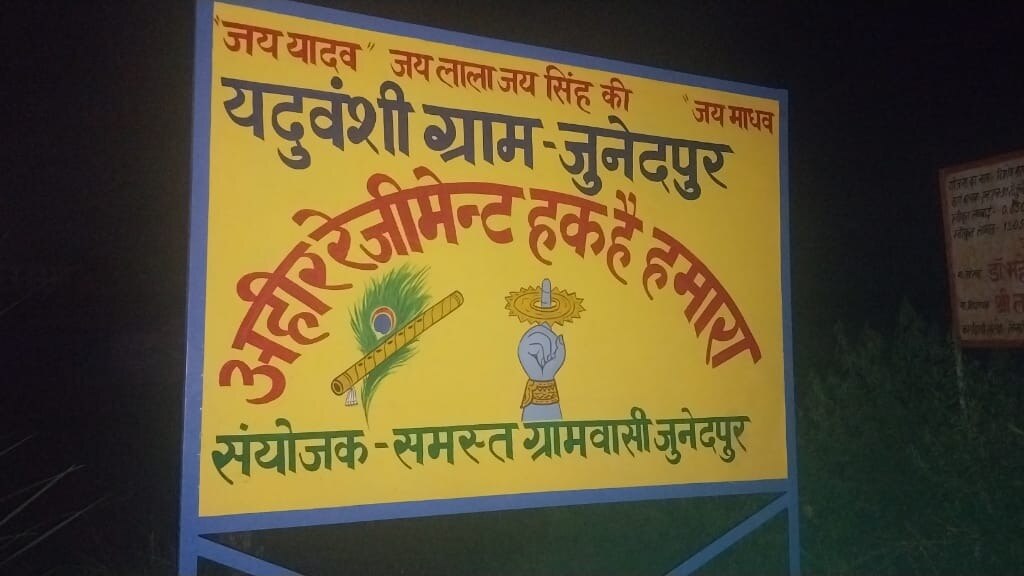 "जय यादव" जय लाला जय सिंह की "जय माधव
यदुवंशी ग्राम - जुनेदपुर
अहीर रेजीमेन्ट हक है हमारा
संयोजक - समस्त ग्रामवासी जुनेदपुर